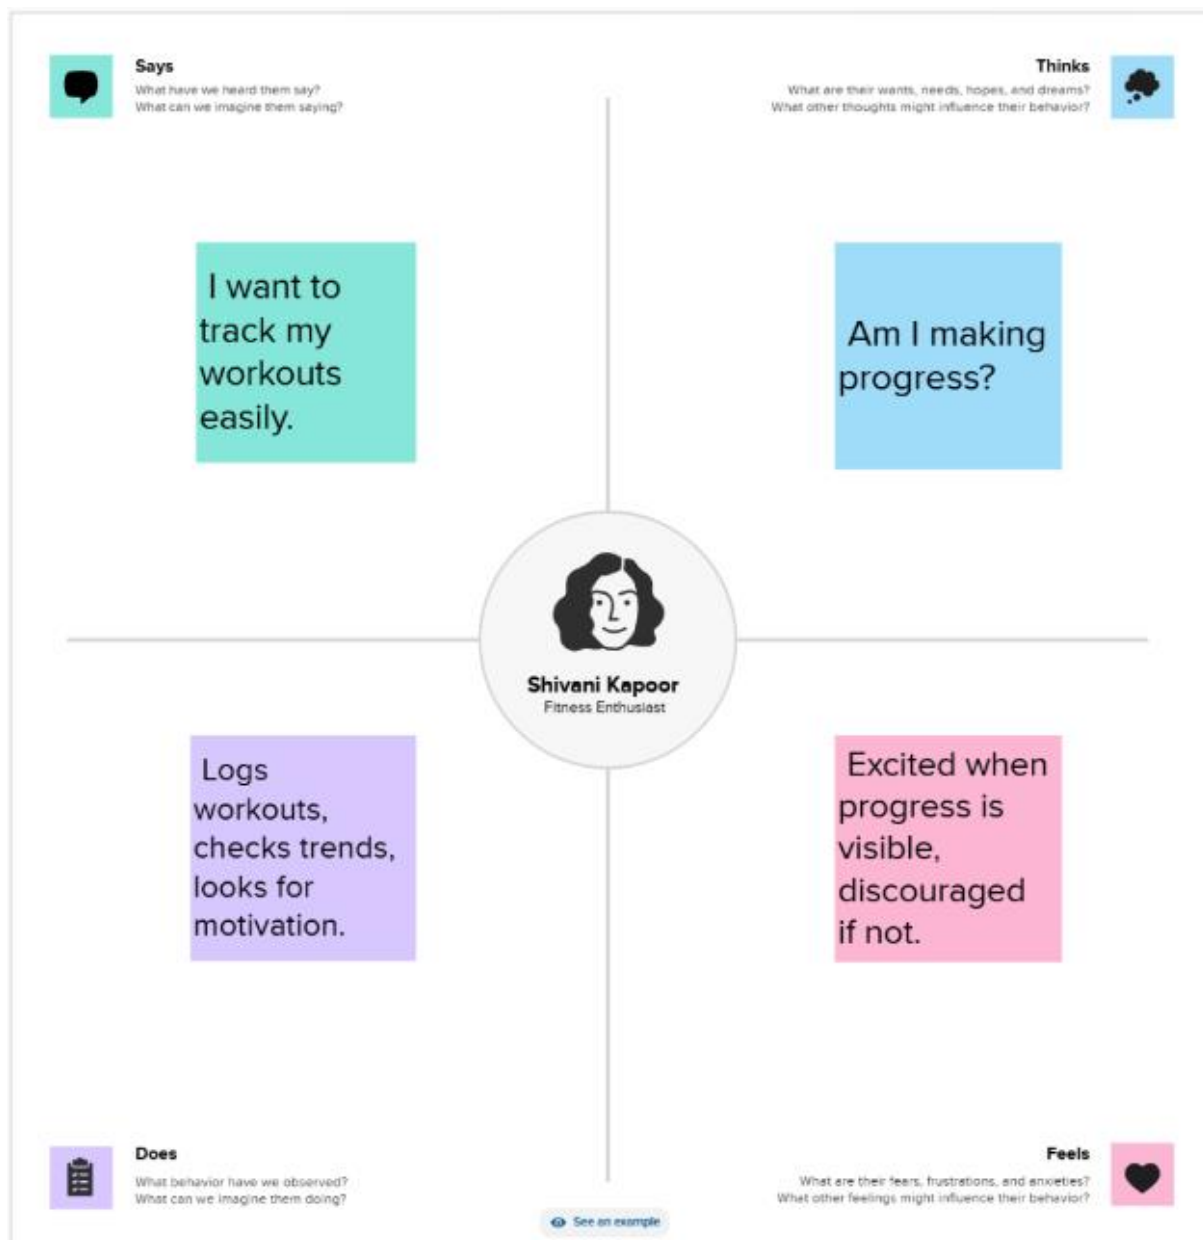 Says
What have we heard them say?
What can we imagine them saying?
Thinks
What are their wants, needs, hopes, and dreams?
What other thoughts might influence their behavior?
I want to
track my
workouts
easily.
Am I making
progress?
Shivani Kapoor
Fitness Enthusiast
Logs
workouts,
checks trends,
looks for
motivation.
Excited when
progress is
visible,
discouraged
if not.
Does
What behavior have we observed?
What can we imagine them doing?
Feels
What are their fears, frustrations, and anxieties?
What other feelings might influence their behavior?
See an example